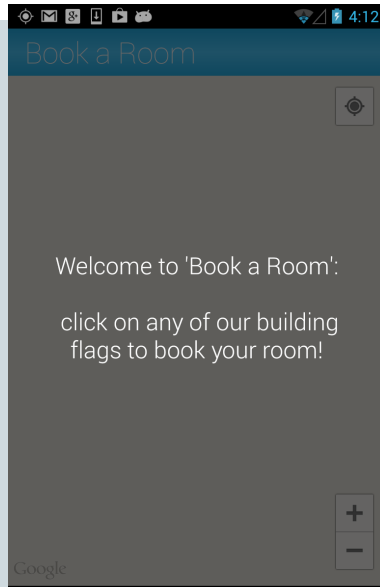 4:12
Book a Room
Welcome to 'Book a Room':
click on any of our building
flags to book your room!
+
−
Google